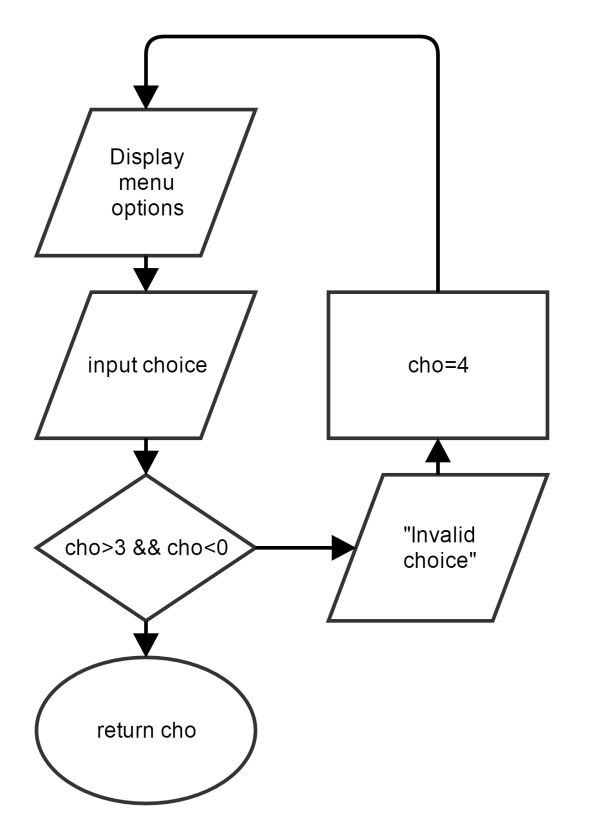 Display
menu
options
input choice
cho=4
cho>3 && cho<0
"Invalid
choice"
return cho